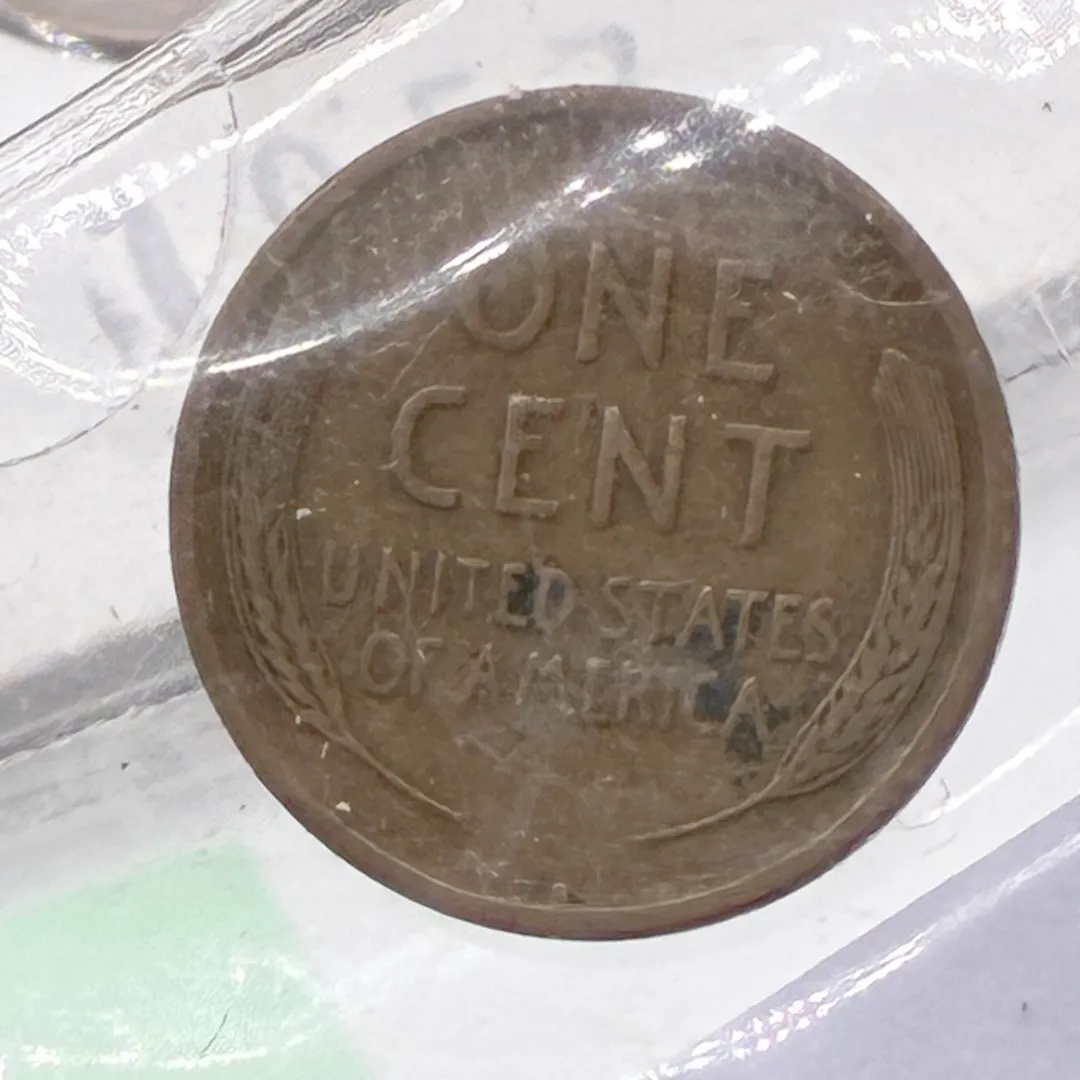 ONE
CENT
UNITED STATES
OF AMERICA